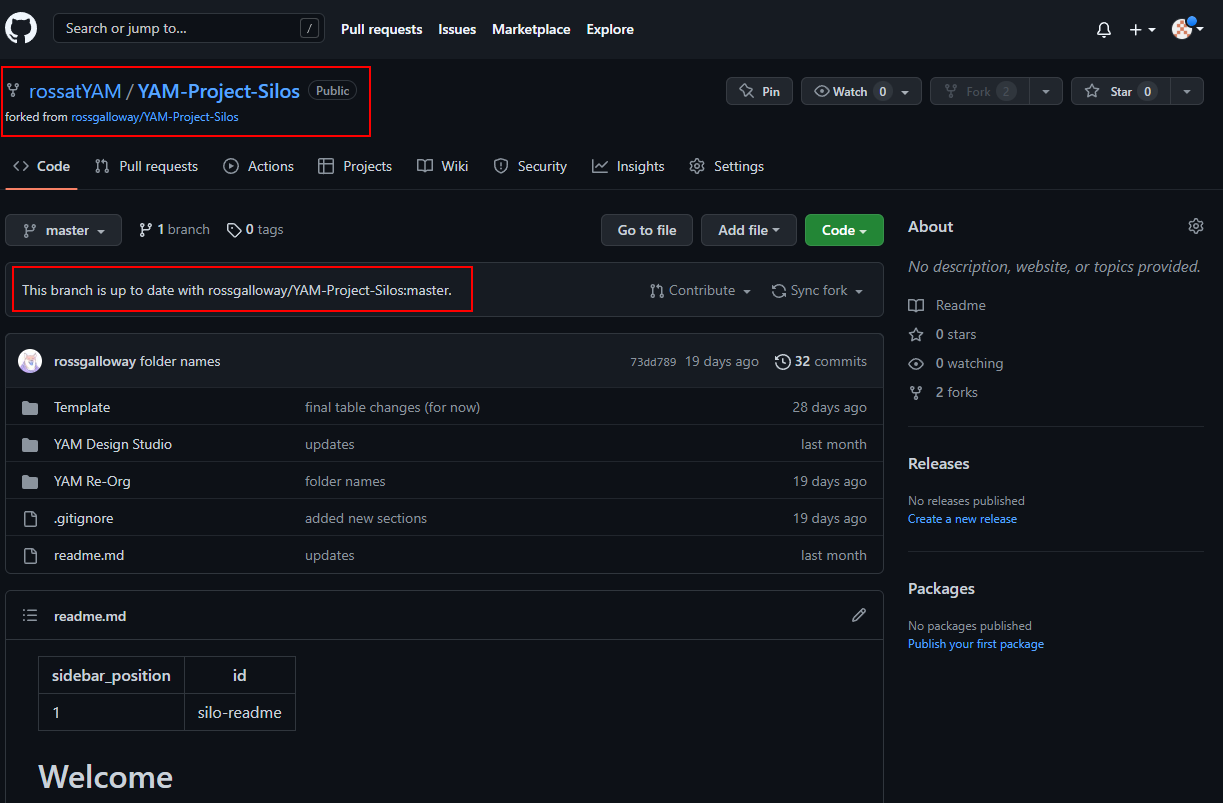 Search or jump to... / Pull requests Issues Marketplace Explore
rossatYAM / YAM-Project-Silos Public Pin Watch 0 Fork 2 Star 0
forked from rossgalloway/YAM-Project-Silos
Code Pull requests Actions Projects Wiki Security Insights Settings
master 1 branch 0 tags Go to file Add file Code
This branch is up to date with rossgalloway/YAM-Project-Silos:master. Contribute Sync fork
rossgalloway folder names 73dd789 19 days ago 32 commits
Template final table changes (for now) 28 days ago
YAM Design Studio updates last month
YAM Re-Org folder names 19 days ago
.gitignore added new sections 19 days ago
readme.md updates last month
readme.md
sidebar_position id
1 silo-readme
Welcome
About
No description, website, or topics provided.
Readme
0 stars
0 watching
2 forks
Releases
No releases published
Create a new release
Packages
No packages published
Publish your first package